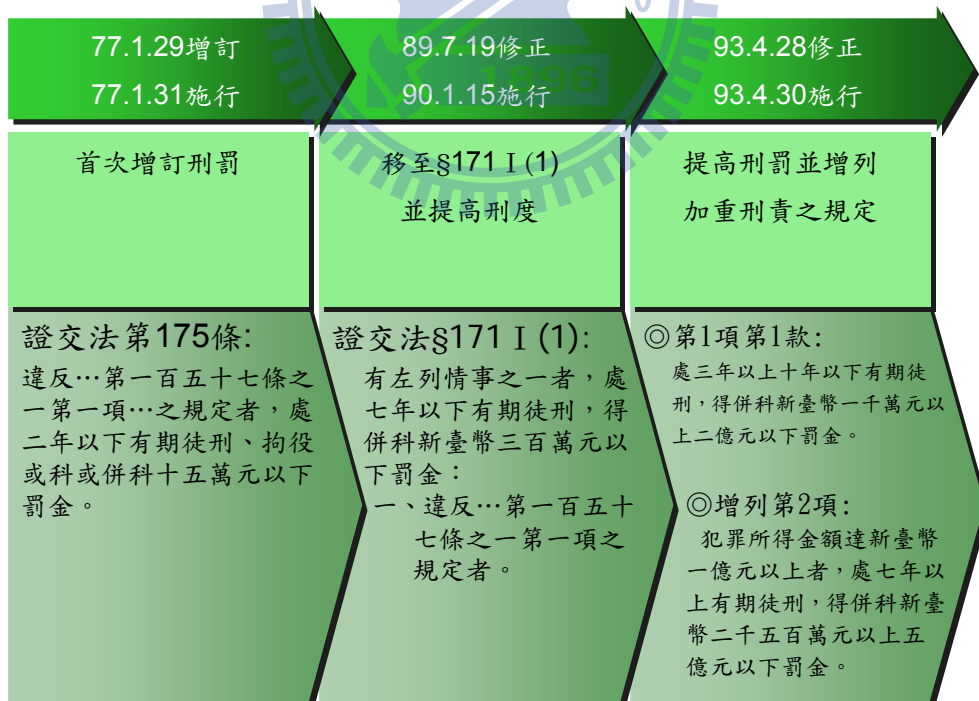 77.1.29增訂
77.1.31施行
89.7.19修正
90.1.15施行
93.4.28修正
93.4.30施行
1896
首次增訂刑罰
移至§171 I (1)
並提高刑度
提高刑罰並增列
加重刑責之規定
證交法第175條:
違反…第一百五十七條之
一第一項…之規定者，處
二年以下有期徒刑、拘役
或科或併科十五萬元以下
罰金。
證交法§171 I (1):
有左列情事之一者，處
七年以下有期徒刑，得
併科新臺幣三百萬元以
下罰金：
一、違反…第一百五十
七條之一第一項之
規定者。
◎第1項第1款:
處三年以上十年以下有期徒
刑，得併科新臺幣一千萬元以
上二億元以下罰金。
◎增列第2項:
犯罪所得金額達新臺幣
一億元以上者，處七年以
上有期徒刑，得併科新臺
幣二千五百萬元以上五
億元以下罰金。